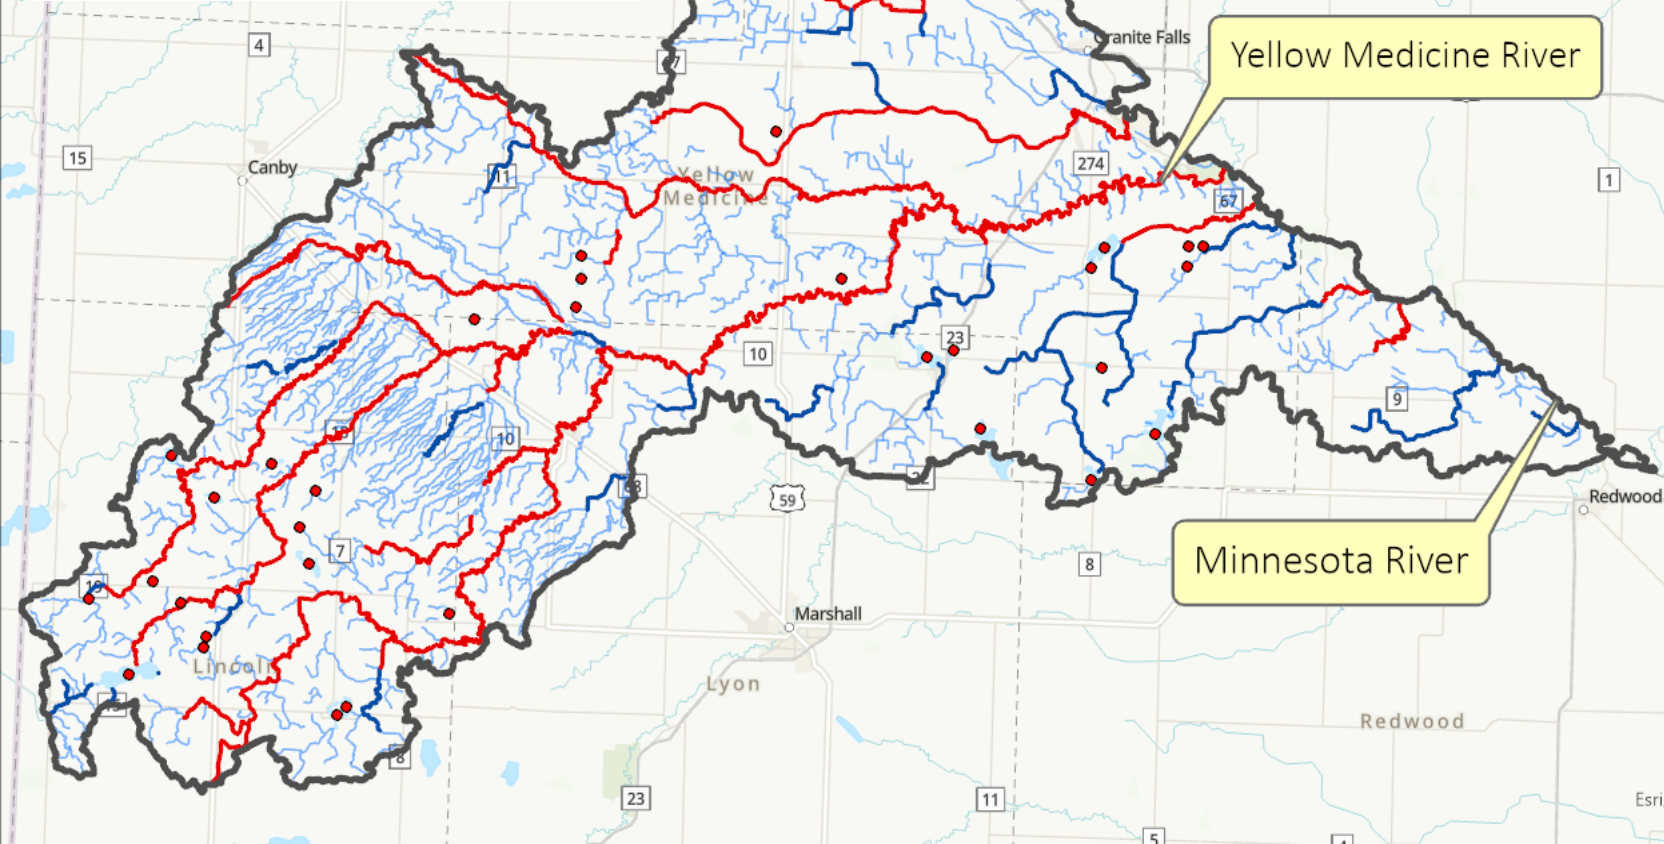 Granite Falls
4
7
Yellow Medicine River
15
Canby
11
Yellow
Medicine
274
1
67
23
10
9
10
59
Redwood
7
Minnesota River
8
Marshall
Lincoln
Lyon
Redwood
8
23
11
Esri,
5